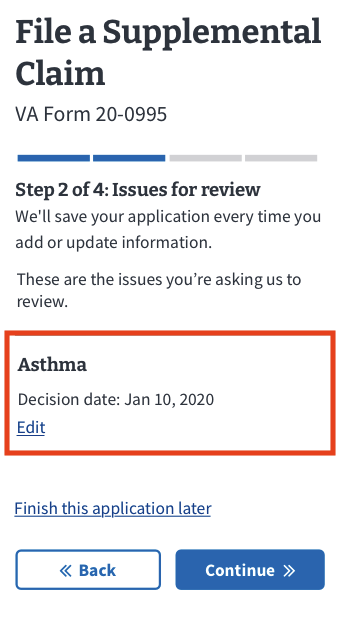 File a Supplemental
Claim
VA Form 20-0995
Step 2 of 4: Issues for review
We'll save your application every time you
add or update information.
These are the issues you’re asking us to
review.
Asthma
Decision date: Jan 10, 2020
Edit
Finish this application later
Back
Continue